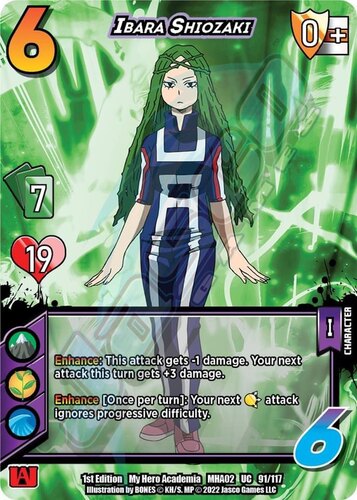 6
IBARA SHIOZAKI
0+
7
19
I
CHARACTER
Enhance: This attack gets -1 damage. Your next
attack this turn gets +3 damage.
Enhance [Once per turn]: Your next attack
ignores progressive difficulty.
6
1st Edition My Hero Academia MHA02 UC 91/117
Illustration by BONES © K.H/S, MP © 2022 Jasco Games LLC